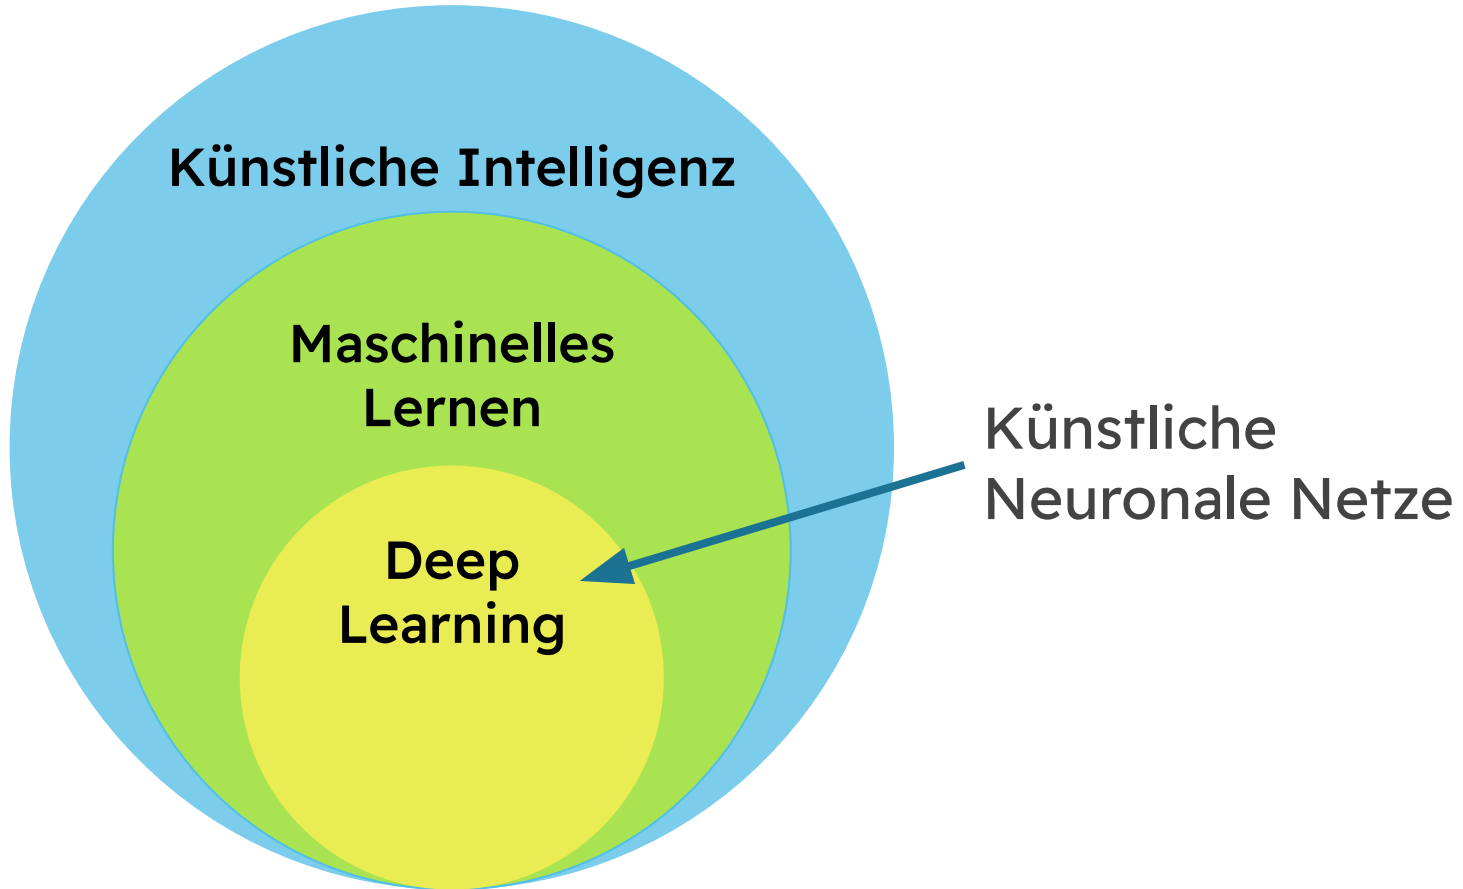 Künstliche Intelligenz
Maschinelles
Lernen
Deep
Learning
Künstliche
Neuronale Netze